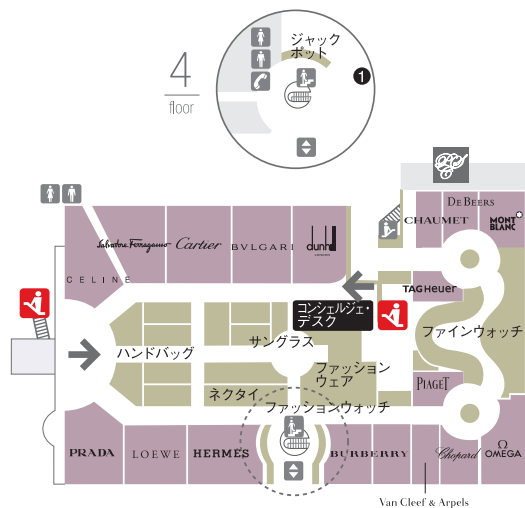 4
floor
ジャック
ポット
1
DE BEERS
CHAUMET
MONT
BLANC
Salvatore Ferragamo
Cartier
BVLGARI
dunhill
LONDON
CELINE
TAGHeuer
コンシェルジェ・
デスク
サングラス
ファインウォッチ
ハンドバッグ
ファッション
ウェア
PIAGET
ネクタイ
ファッションウォッチ
PRADA
LOEWE
HERMES
BURBERRY
Chopard
Ω
OMEGA
Van Cleef & Arpels